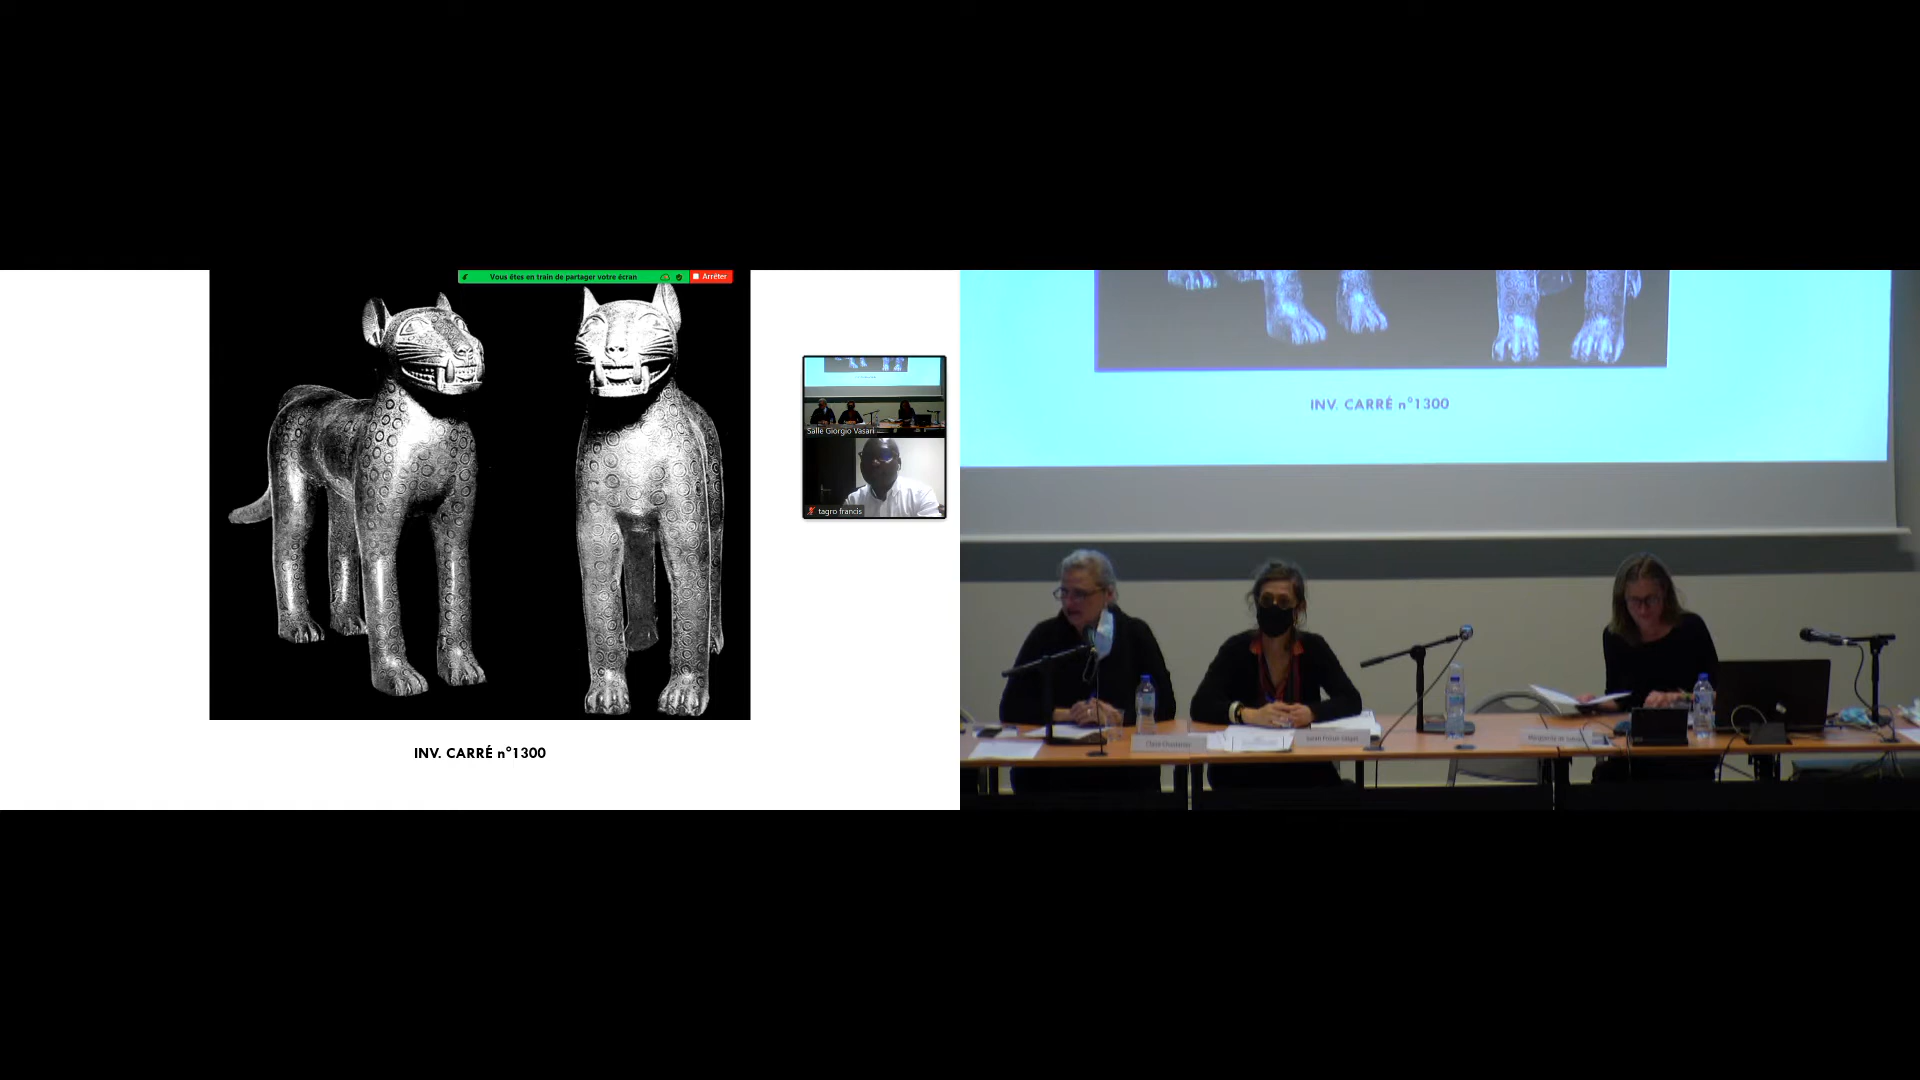 Vous êtes en train de partager votre écran
Arrêter
Salle Giorgio Vasari
tagro francis
INV. CARRÉ n°1300
INV. CARRÉ n°1300